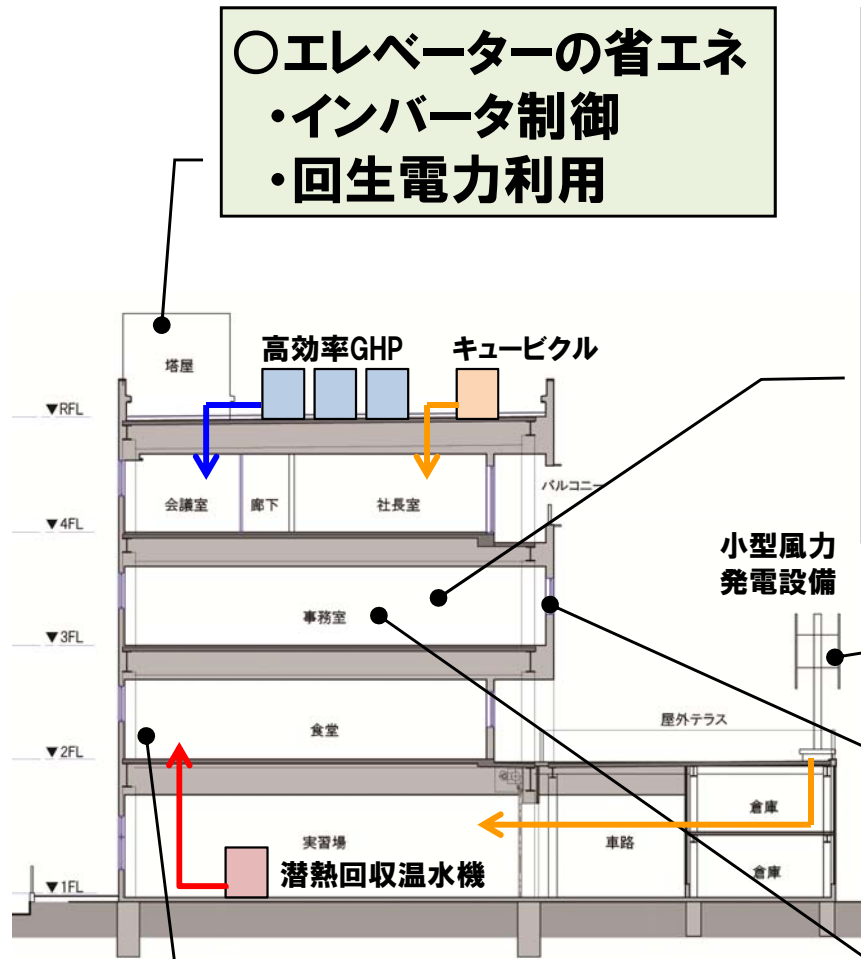 ○エレベーターの省エネ
・インバータ制御
・回生電力利用
高効率GHP
キュービクル
塔屋
▼RFL
会議室
廊下
社長室
バルコニー
▼4FL
小型風力
発電設備
事務室
▼3FL
食堂
屋外テラス
▼2FL
倉庫
実習場
車路
潜熱回収温水機
倉庫
▼1FL